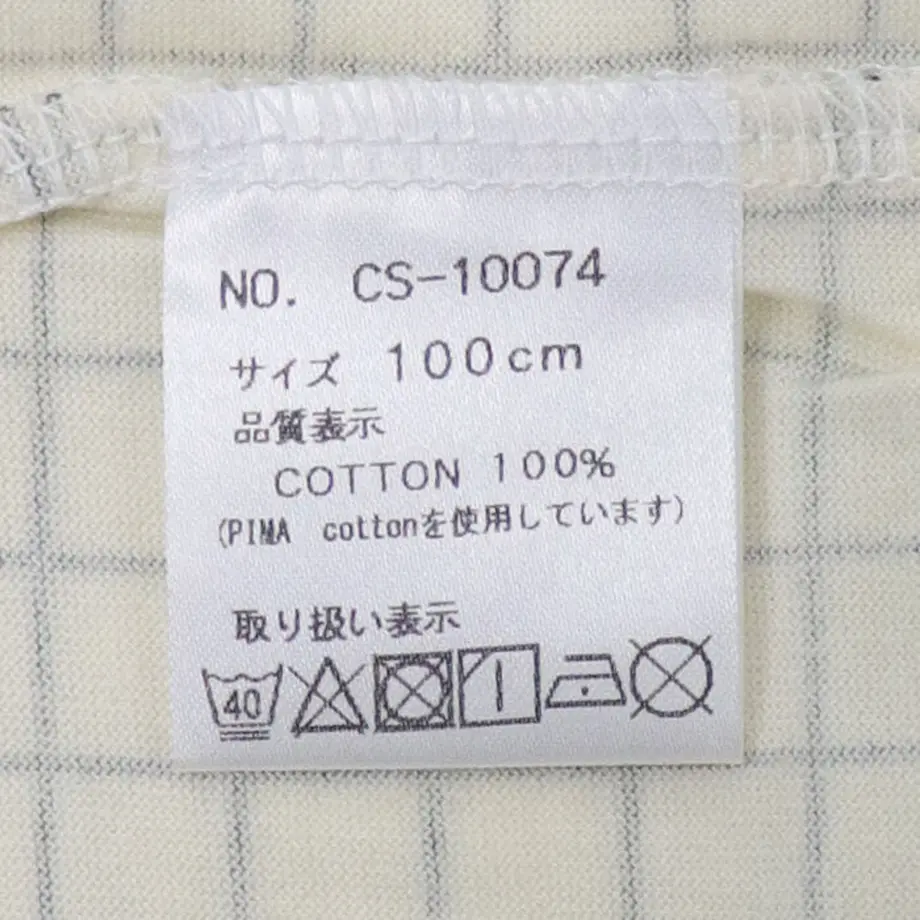 NO. CS-10074
サイズ 100cm
品質表示
COTTON 100%
(PIMA cottonを使用しています)
取り扱い表示
40